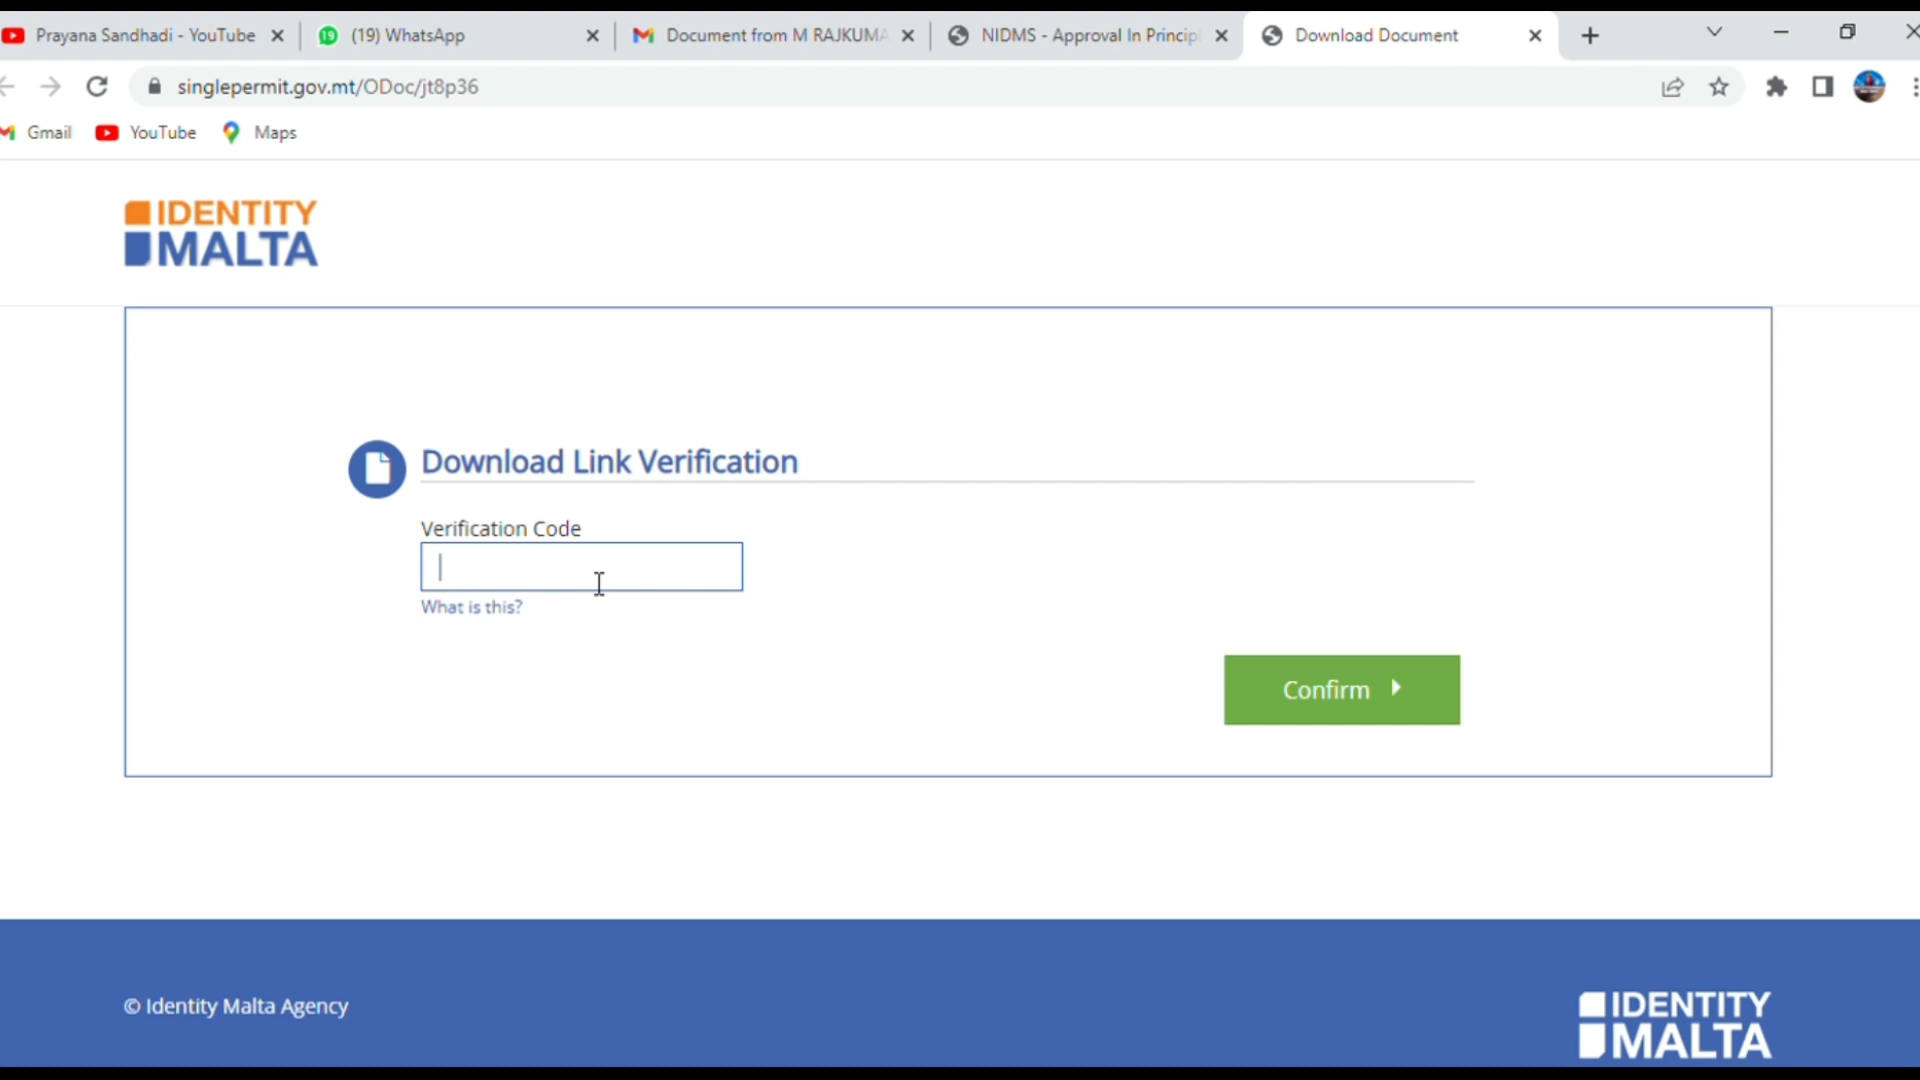 Prayana Sandhadi - YouTube
(19) WhatsApp
Document from M RAJKUMA
NIDMS - Approval In Princip
Download Document
singlepermit.gov.mt/ODoc/jt8p36
Gmail
YouTube
Maps
IDENTITY
MALTA
Download Link Verification
Verification Code
What is this?
Confirm
© Identity Malta Agency
IDENTITY
MALTA